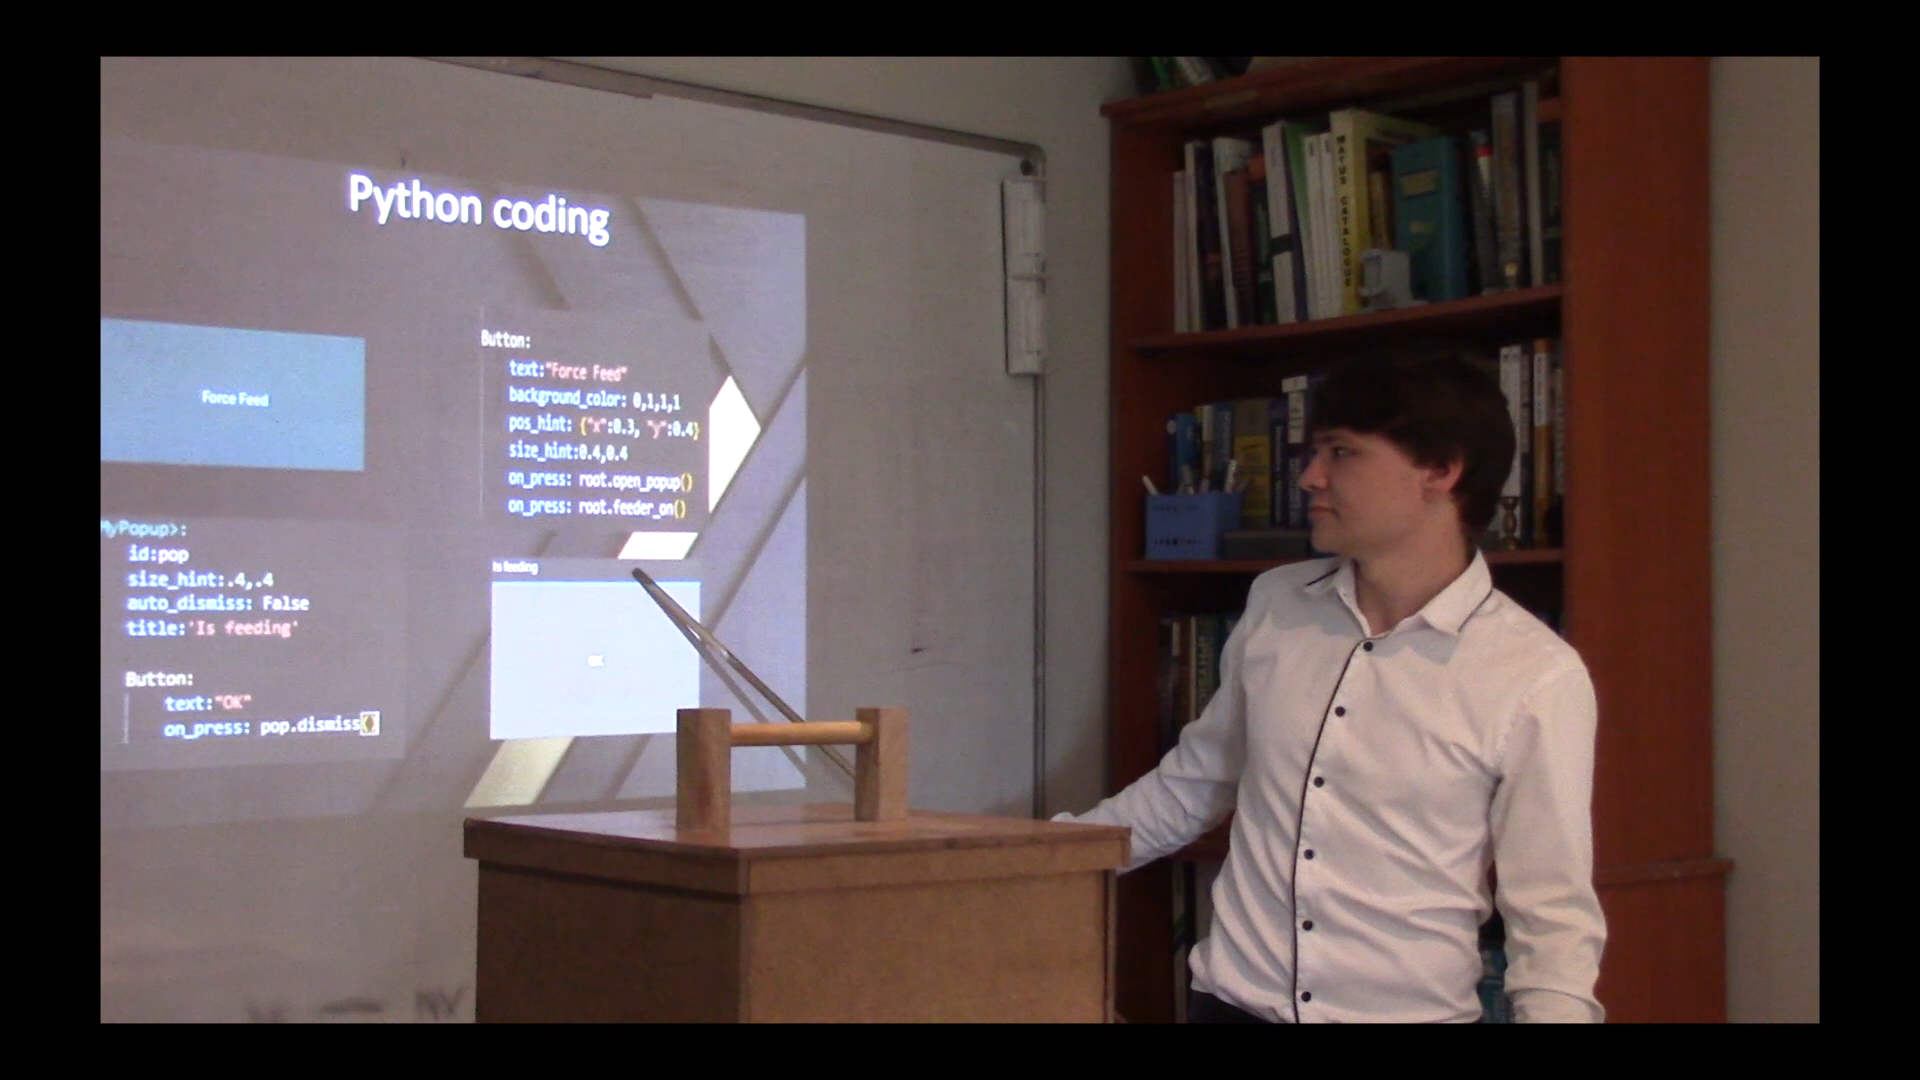 Python coding
Force Feed
Button:
text:"Force Feed"
background_color: 0,1,1,1
pos_hint: {"x":0.3, "y":0.4}
size_hint:0.4,0.4
on_press: root.open_popup()
on_press: root.feeder_on()
MyPopup>:
id:pop
size_hint:.4,.4
auto_dismiss: False
title:'Is feeding'
Button:
text:"OK"
on_press: pop.dismiss()
Is feeding
OK
MATUS CATALOGUE